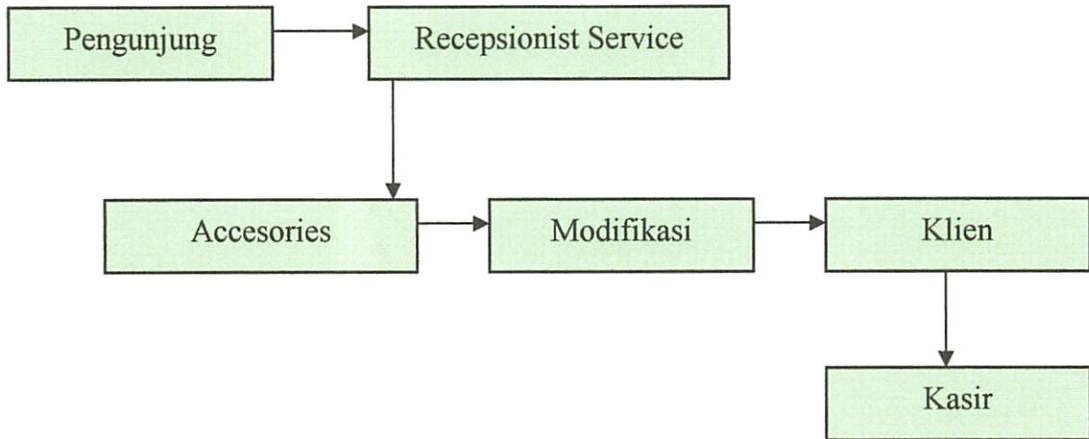 Pengunjung
Recepsionist Service
Accesories
Modifikasi
Klien
Kasir